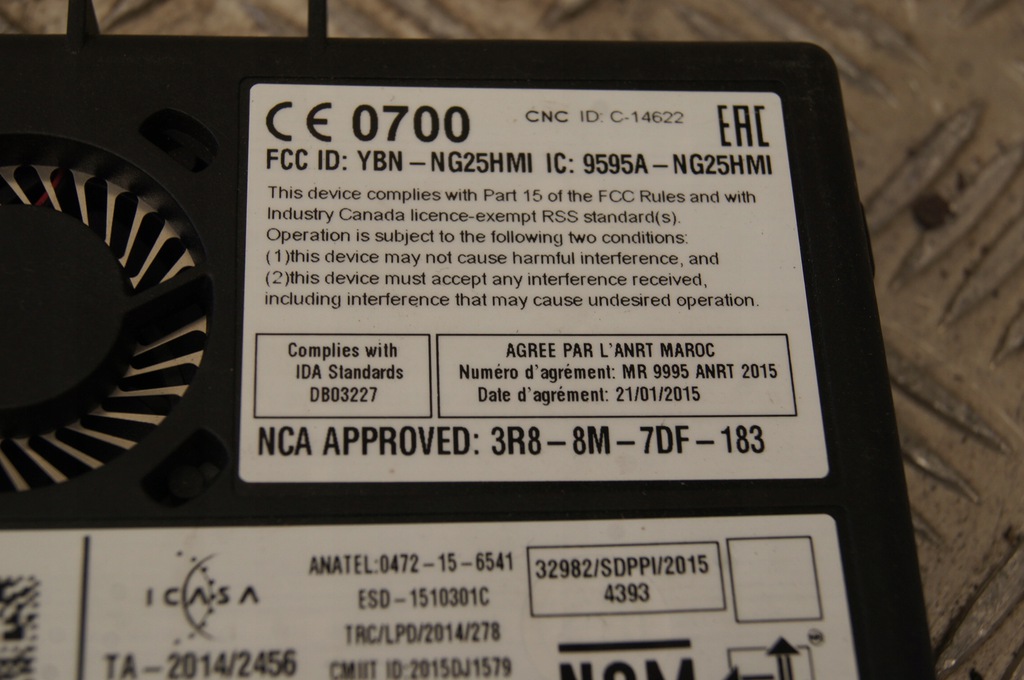 CE 0700 CNC ID: C-14622 EAC
FCC ID: YBN-NG25HMI IC: 9595A-NG25HMI
This device complies with Part 15 of the FCC Rules and with
Industry Canada licence-exempt RSS standard(s).
Operation is subject to the following two conditions:
(1)this device may not cause harmful interference, and
(2)this device must accept any interference received,
including interference that may cause undesired operation.
Complies with
IDA Standards
DB03227
AGREE PAR L'ANRT MAROC
Numéro d'agrément: MR 9995 ANRT 2015
Date d'agrément: 21/01/2015
NCA APPROVED: 3R8-8M-7DF-183
ICASA
TA-2014/2456
ANATEL:0472-15-6541
ESD-1510301C
TRC/LPD/2014/278
CMIIT ID:2015DJ1579
32982/SDPPI/2015
4393
NOM